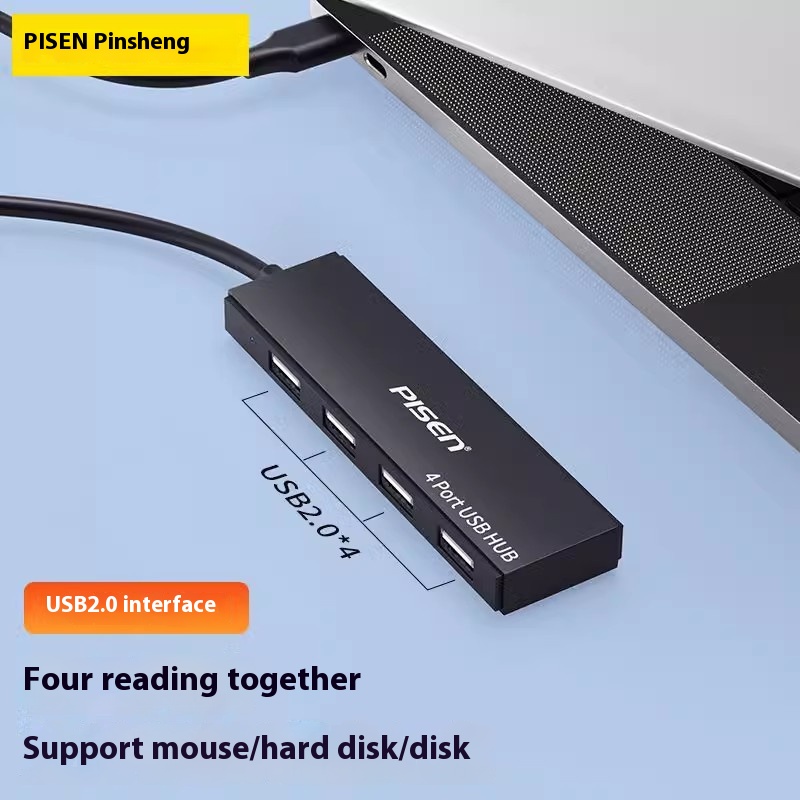 PISEN Pinsheng
PISEN®
4 Port USB HUB
USB2.0*4
USB2.0 interface
Four reading together
Support mouse/hard disk/disk